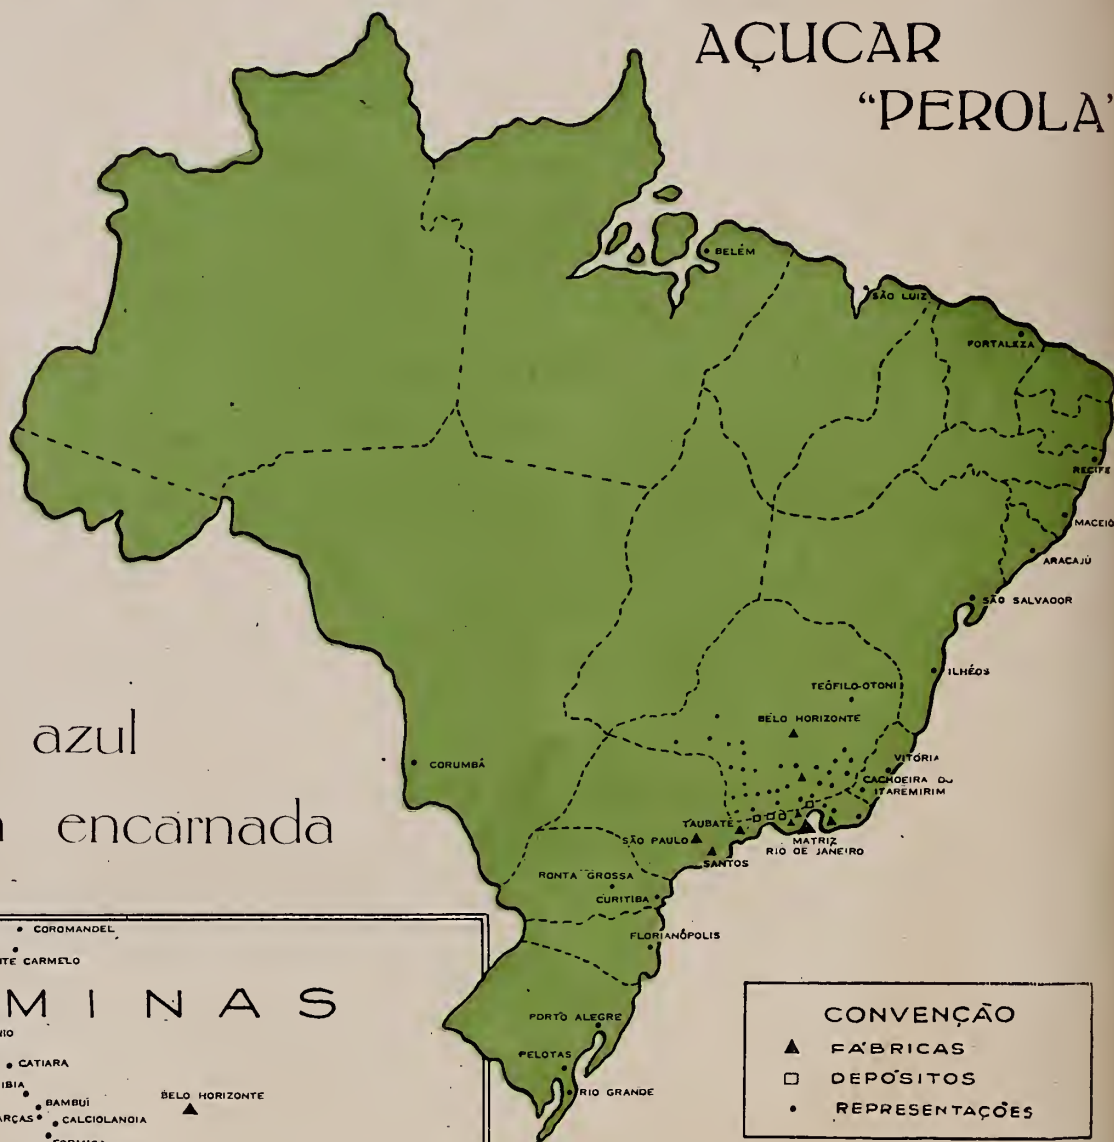 AÇUCAR
“PEROLA”
BELÉM
SÃO LUIZ
FORTALEZA
RECIFE
MACEIÓ
ARACAJÚ
SÃO SALVADOR
ILHÉOS
TEÓFILO-OTONI
BELO HORIZONTE
azul
encarnada
CORUMBÁ
VITÓRIA
CACHOEIRA DO
ITAREMIRIM
TAUBATÉ
SÃO PAULO
SANTOS
MATRIZ
RIO DE JANEIRO
RONTA GROSSA
CURITIBA
FLORIANÓPOLIS
PORTO ALEGRE
PELOTAS
RIO GRANDE
COROMANDEL
CARMELO
MINAS
CATIARA
BAMBUÍ
BELO HORIZONTE
CALCIOLANDIA
CONVENÇÃO
FÁBRICAS
DEPÓSITOS
REPRESENTAÇÕES